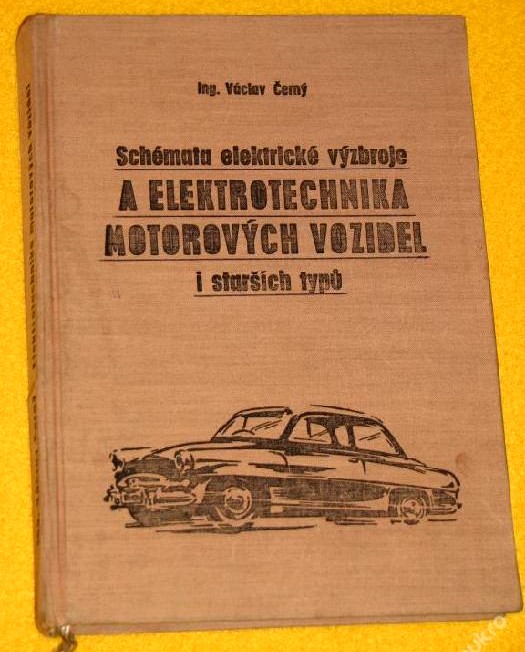 Ing. Václav Černý
Schémata elektrické výzbroje
A ELEKTROTECHNIKA
MOTOROVÝCH VOZIDEL
i starších typů